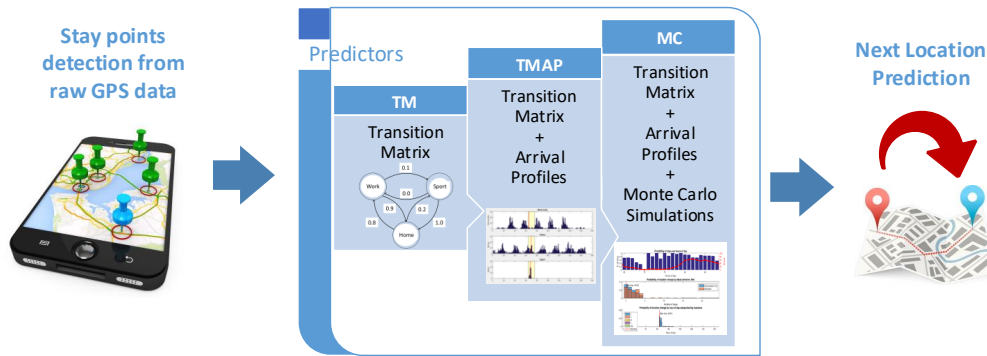 Stay points
detection from
raw GPS data
Predictors
TM
Transition
Matrix
0.1
Work
Sport
0.0
0.9
0.2
0.8
1.0
Home
TMAP
Transition
Matrix
+
Arrival
Profiles
MC
Transition
Matrix
+
Arrival
Profiles
+
Monte Carlo
Simulations
Next Location
Prediction